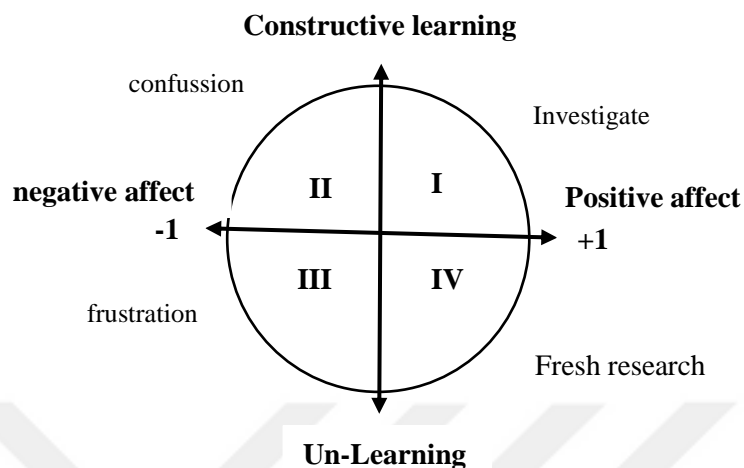 Constructive learning
confussion
Investigate
negative affect
II
I
Positive affect
-1
+1
III
IV
frustration
Fresh research
Un-Learning